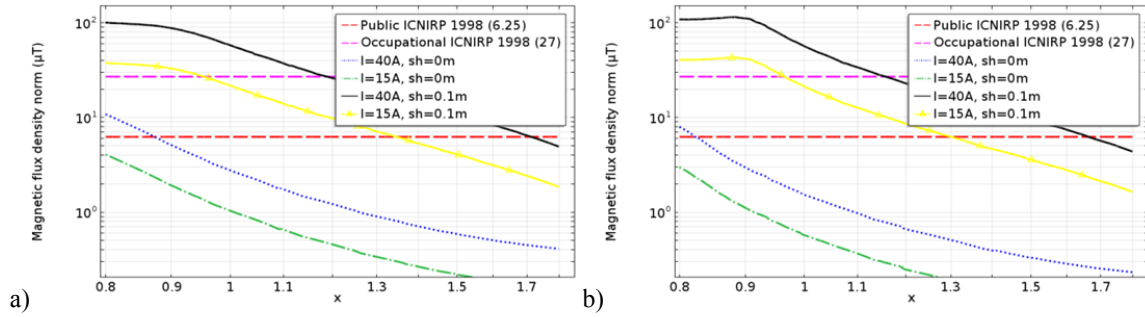 a)
Magnetic flux density norm (μT)
10²
10¹
10⁰
Public ICNIRP 1998 (6.25)
Occupational ICNIRP 1998 (27)
I=40A, sh=0m
I=15A, sh=0m
I=40A, sh=0.1m
I=15A, sh=0.1m
0.8 0.9 1 1.1 1.3 1.5 1.7
x
b)
Magnetic flux density norm (μT)
10²
10¹
10⁰
Public ICNIRP 1998 (6.25)
Occupational ICNIRP 1998 (27)
I=40A, sh=0m
I=15A, sh=0m
I=40A, sh=0.1m
I=15A, sh=0.1m
0.8 0.9 1 1.1 1.3 1.5 1.7
x